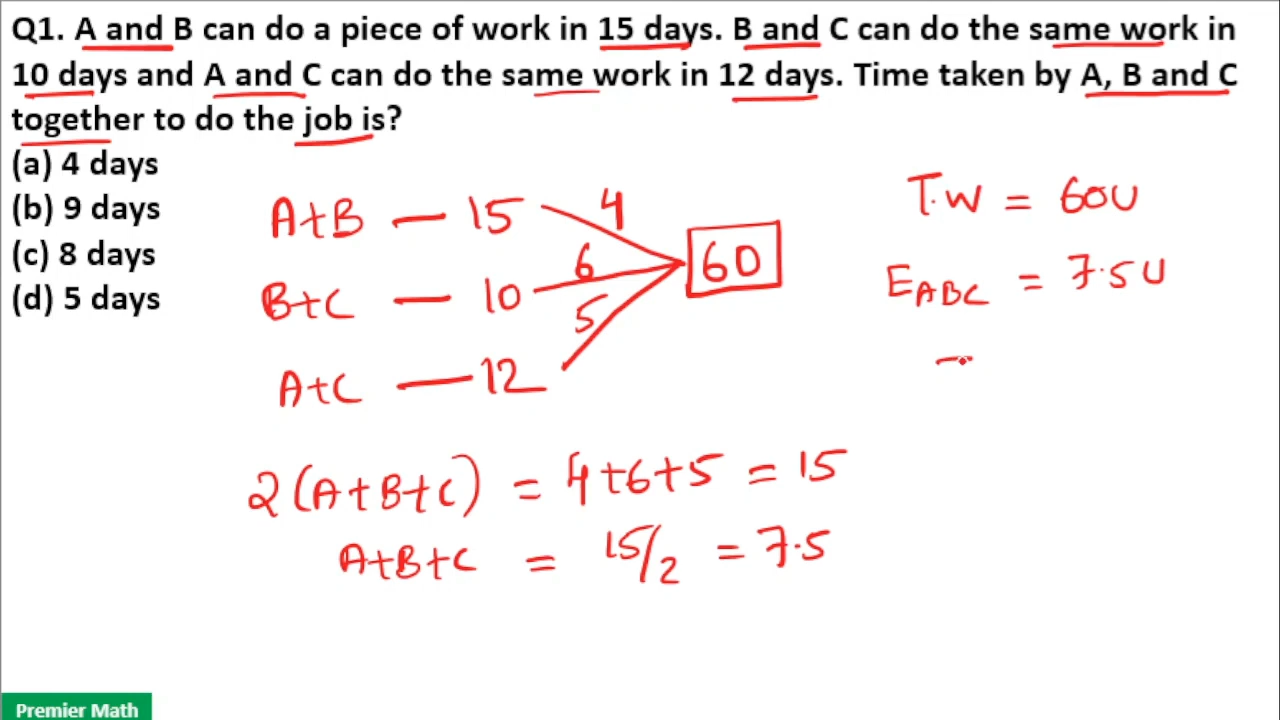 Q1. A and B can do a piece of work in 15 days. B and C can do the same work in
10 days and A and C can do the same work in 12 days. Time taken by A, B and C
together to do the job is?
(a) 4 days
(b) 9 days
(c) 8 days
(d) 5 days
A+B — 15 4
B+C — 10 6
A+C — 12 5
60
T.W = 60U
EABC = 7.5U
2(A+B+C) = 4+6+5 = 15
A+B+C = 15/2 = 7.5
Premier Math